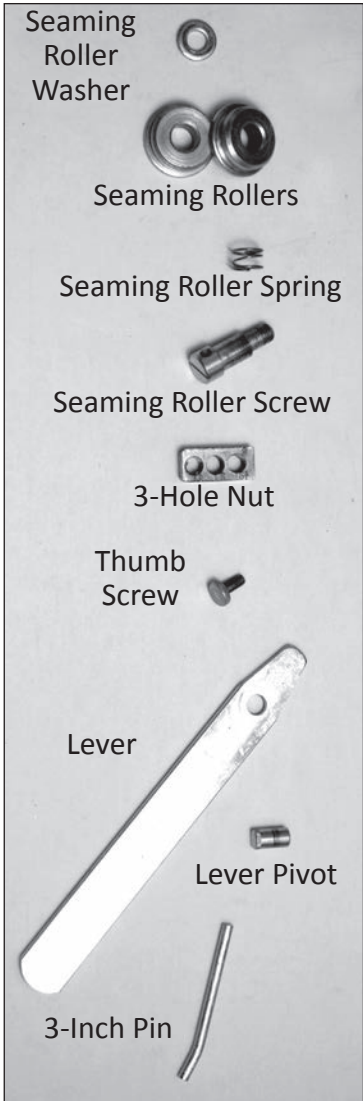 Seaming
Roller
Washer
Seaming Rollers
Seaming Roller Spring
Seaming Roller Screw
3-Hole Nut
Thumb
Screw
Lever
Lever Pivot
3-Inch Pin